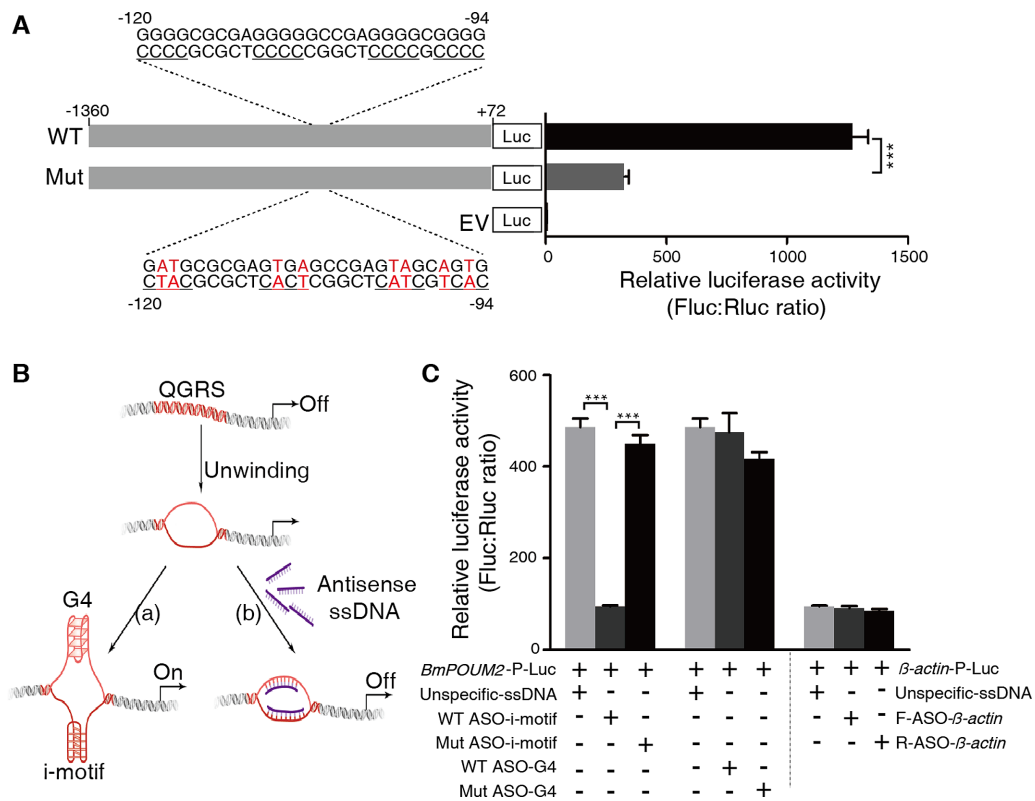 A
-120 -94
GGGGCGCGAGGGGGCCGAGGGGCGGGG
CCCCGCGCTCCCCCGGCTCCCCGCCCC
-1360 +72
WT Luc
***
Mut Luc
EV Luc
0 500 1000 1500
Relative luciferase activity
(Fluc:Rluc ratio)
GATGCGCGAGTGAGCCGAGTAGCAGTG
CTACGCGCTCACTCGGCTCATCGTCAC
-120 -94
B
QGRS
Off
Unwinding
Antisense
ssDNA
G4
(a) (b)
On
Off
i-motif
C
Relative luciferase activity
(Fluc:Rluc ratio)
600
400
200
0
*** ***
BmPOUM2-P-Luc + + + + + + + + + ß-actin-P-Luc
Unspecific-ssDNA + - - + - - + - - Unspecific-ssDNA
WT ASO-i-motif - + - - - - - + - F-ASO-ß-actin
Mut ASO-i-motif - - + - - - - - + R-ASO-ß-actin
WT ASO-G4 - - - - + -
Mut ASO-G4 - - - - - +